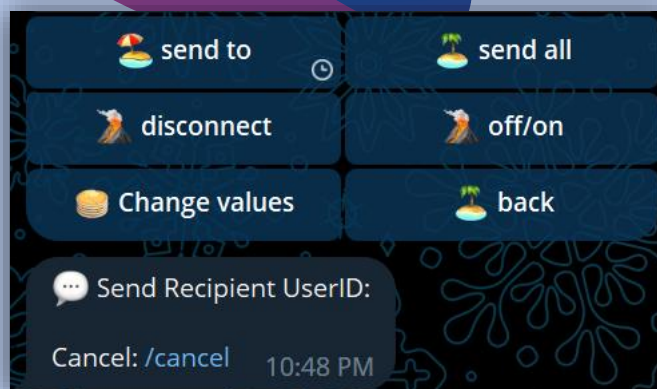 🏖 send to
🏝 send all
🌋 disconnect
🌋 off/on
🥞 Change values
🏝 back
💬 Send Recipient UserID:
Cancel: /cancel
10:48 PM